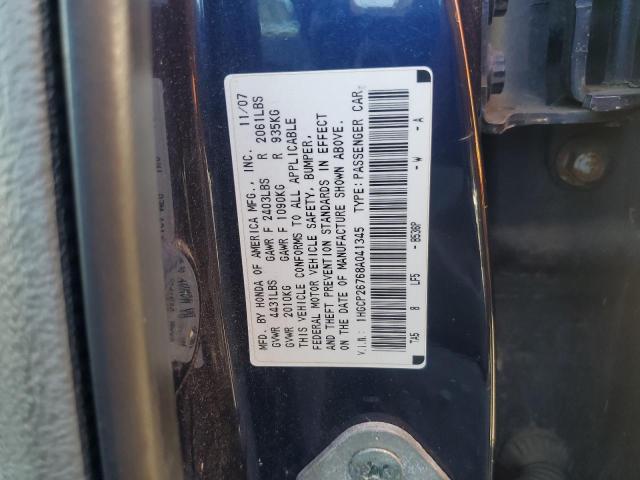 MFD. BY HONDA OF AMERICA MFG., INC. 11/07
GVWR 4431LBS GAWR F 2403LBS R 2061LBS
GVWR 2010KG GAWR F 1090KG R 935KG
THIS VEHICLE CONFORMS TO ALL APPLICABLE
FEDERAL MOTOR VEHICLE SAFETY, BUMPER,
AND THEFT PREVENTION STANDARDS IN EFFECT
ON THE DATE OF MANUFACTURE SHOWN ABOVE.
V.I.N.: 1HGCP26768A041345 TYPE:PASSENGER CAR
TA5 8 LF5 - B536P - W - A